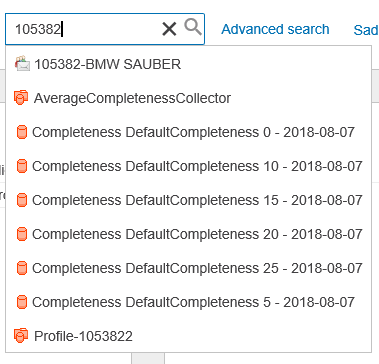 105382
Advanced search
Sad
105382-BMW SAUBER
AverageCompletenessCollector
Completeness DefaultCompleteness 0 - 2018-08-07
Completeness DefaultCompleteness 10 - 2018-08-07
Completeness DefaultCompleteness 15 - 2018-08-07
Completeness DefaultCompleteness 20 - 2018-08-07
Completeness DefaultCompleteness 25 - 2018-08-07
Completeness DefaultCompleteness 5 - 2018-08-07
Profile-1053822